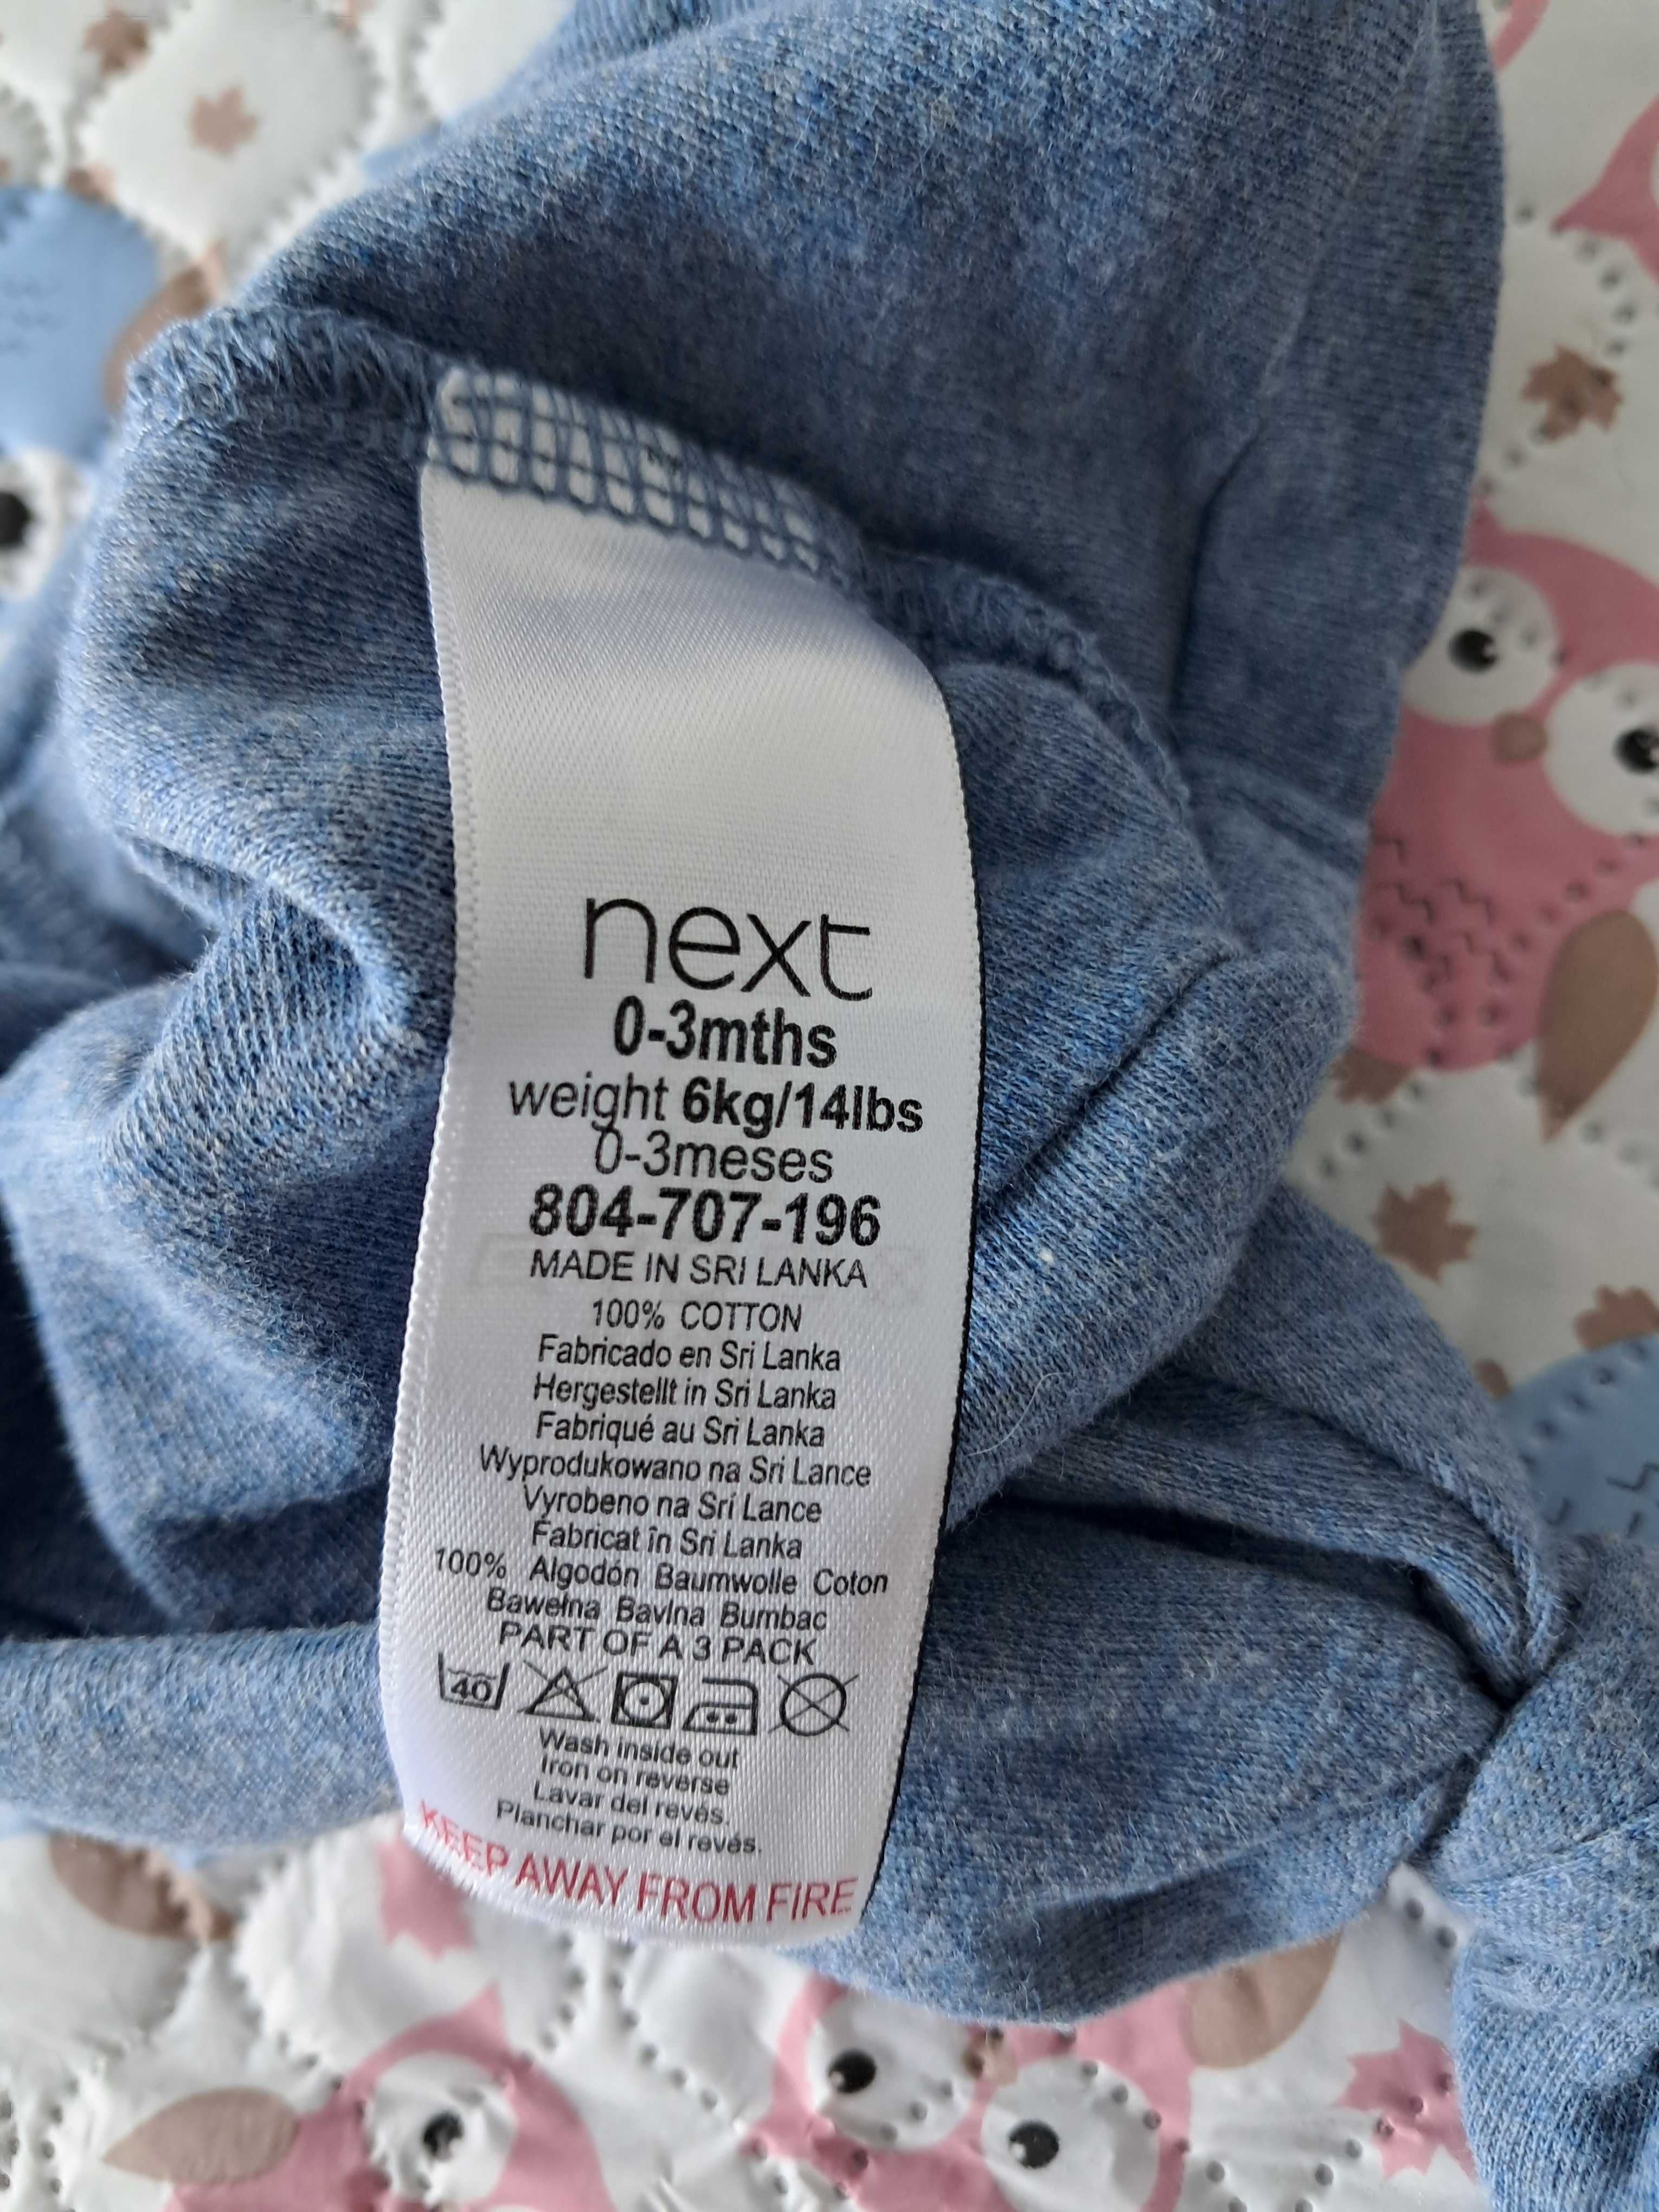 next
0-3mths
weight 6kg/14lbs
0-3meses
804-707-196
MADE IN SRI LANKA
100% COTTON
Fabricado en Sri Lanka
Hergestellt in Sri Lanka
Fabriqué au Sri Lanka
Wyprodukowano na Sri Lance
Vyrobeno na Srí Lance
Fabricat în Sri Lanka
100% Algodón Baumwolle Coton
Bawełna Bavlna Bumbac
PART OF A 3 PACK
40
Wash inside out
Iron on reverse
Lavar del revés.
Planchar por el revés.
KEEP AWAY FROM FIRE